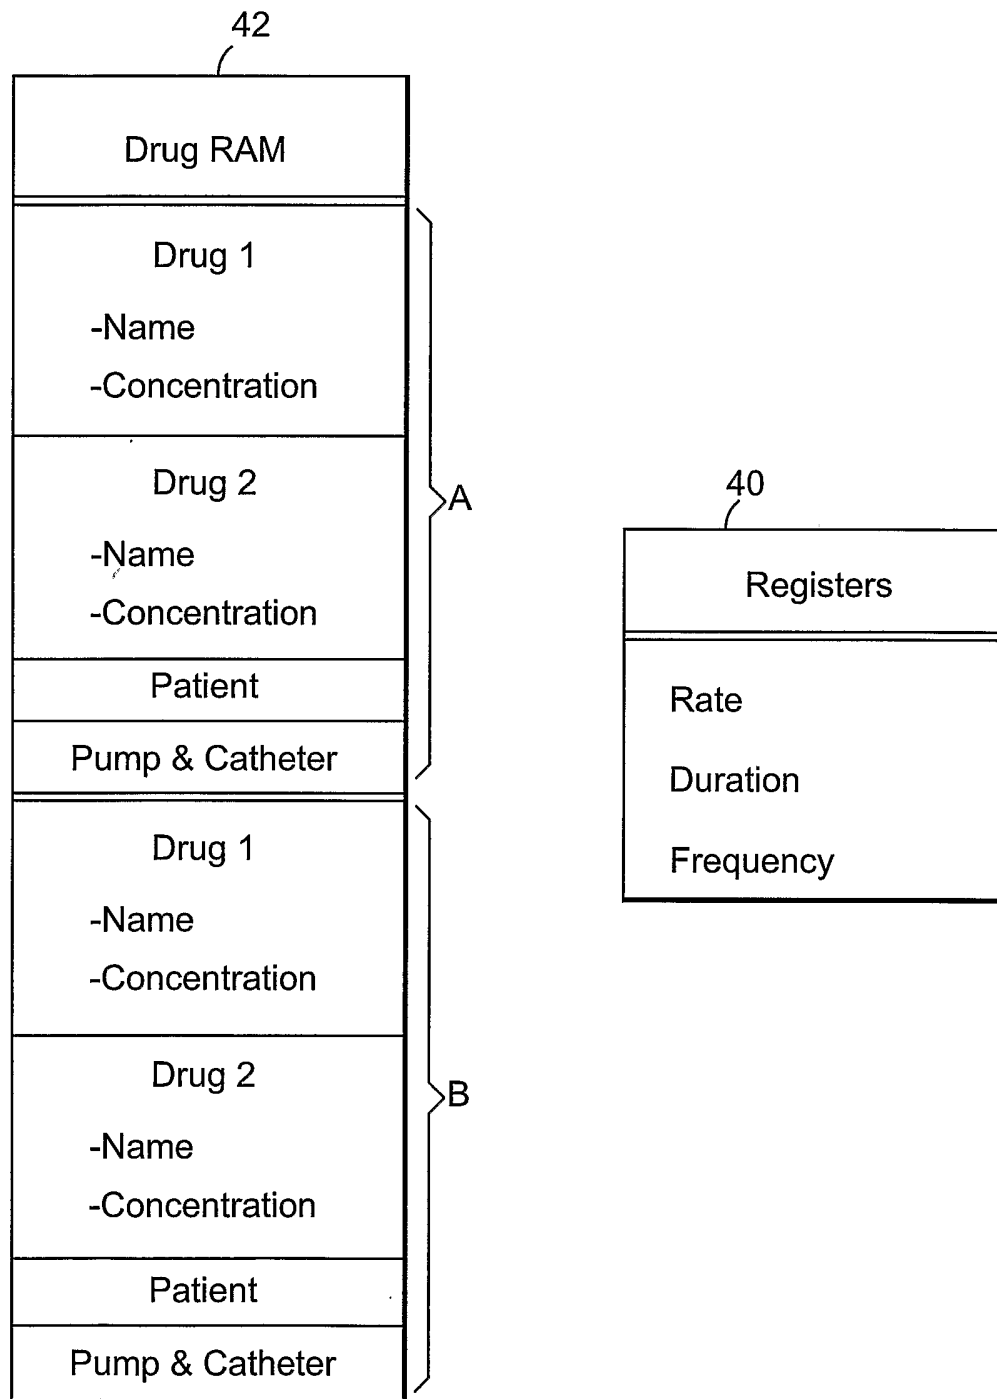 42
Drug RAM
Drug 1
-Name
-Concentration
Drug 2
-Name
-Concentration
Patient
Pump & Catheter
A
Drug 1
-Name
-Concentration
Drug 2
-Name
-Concentration
Patient
Pump & Catheter
B
40
Registers
Rate
Duration
Frequency